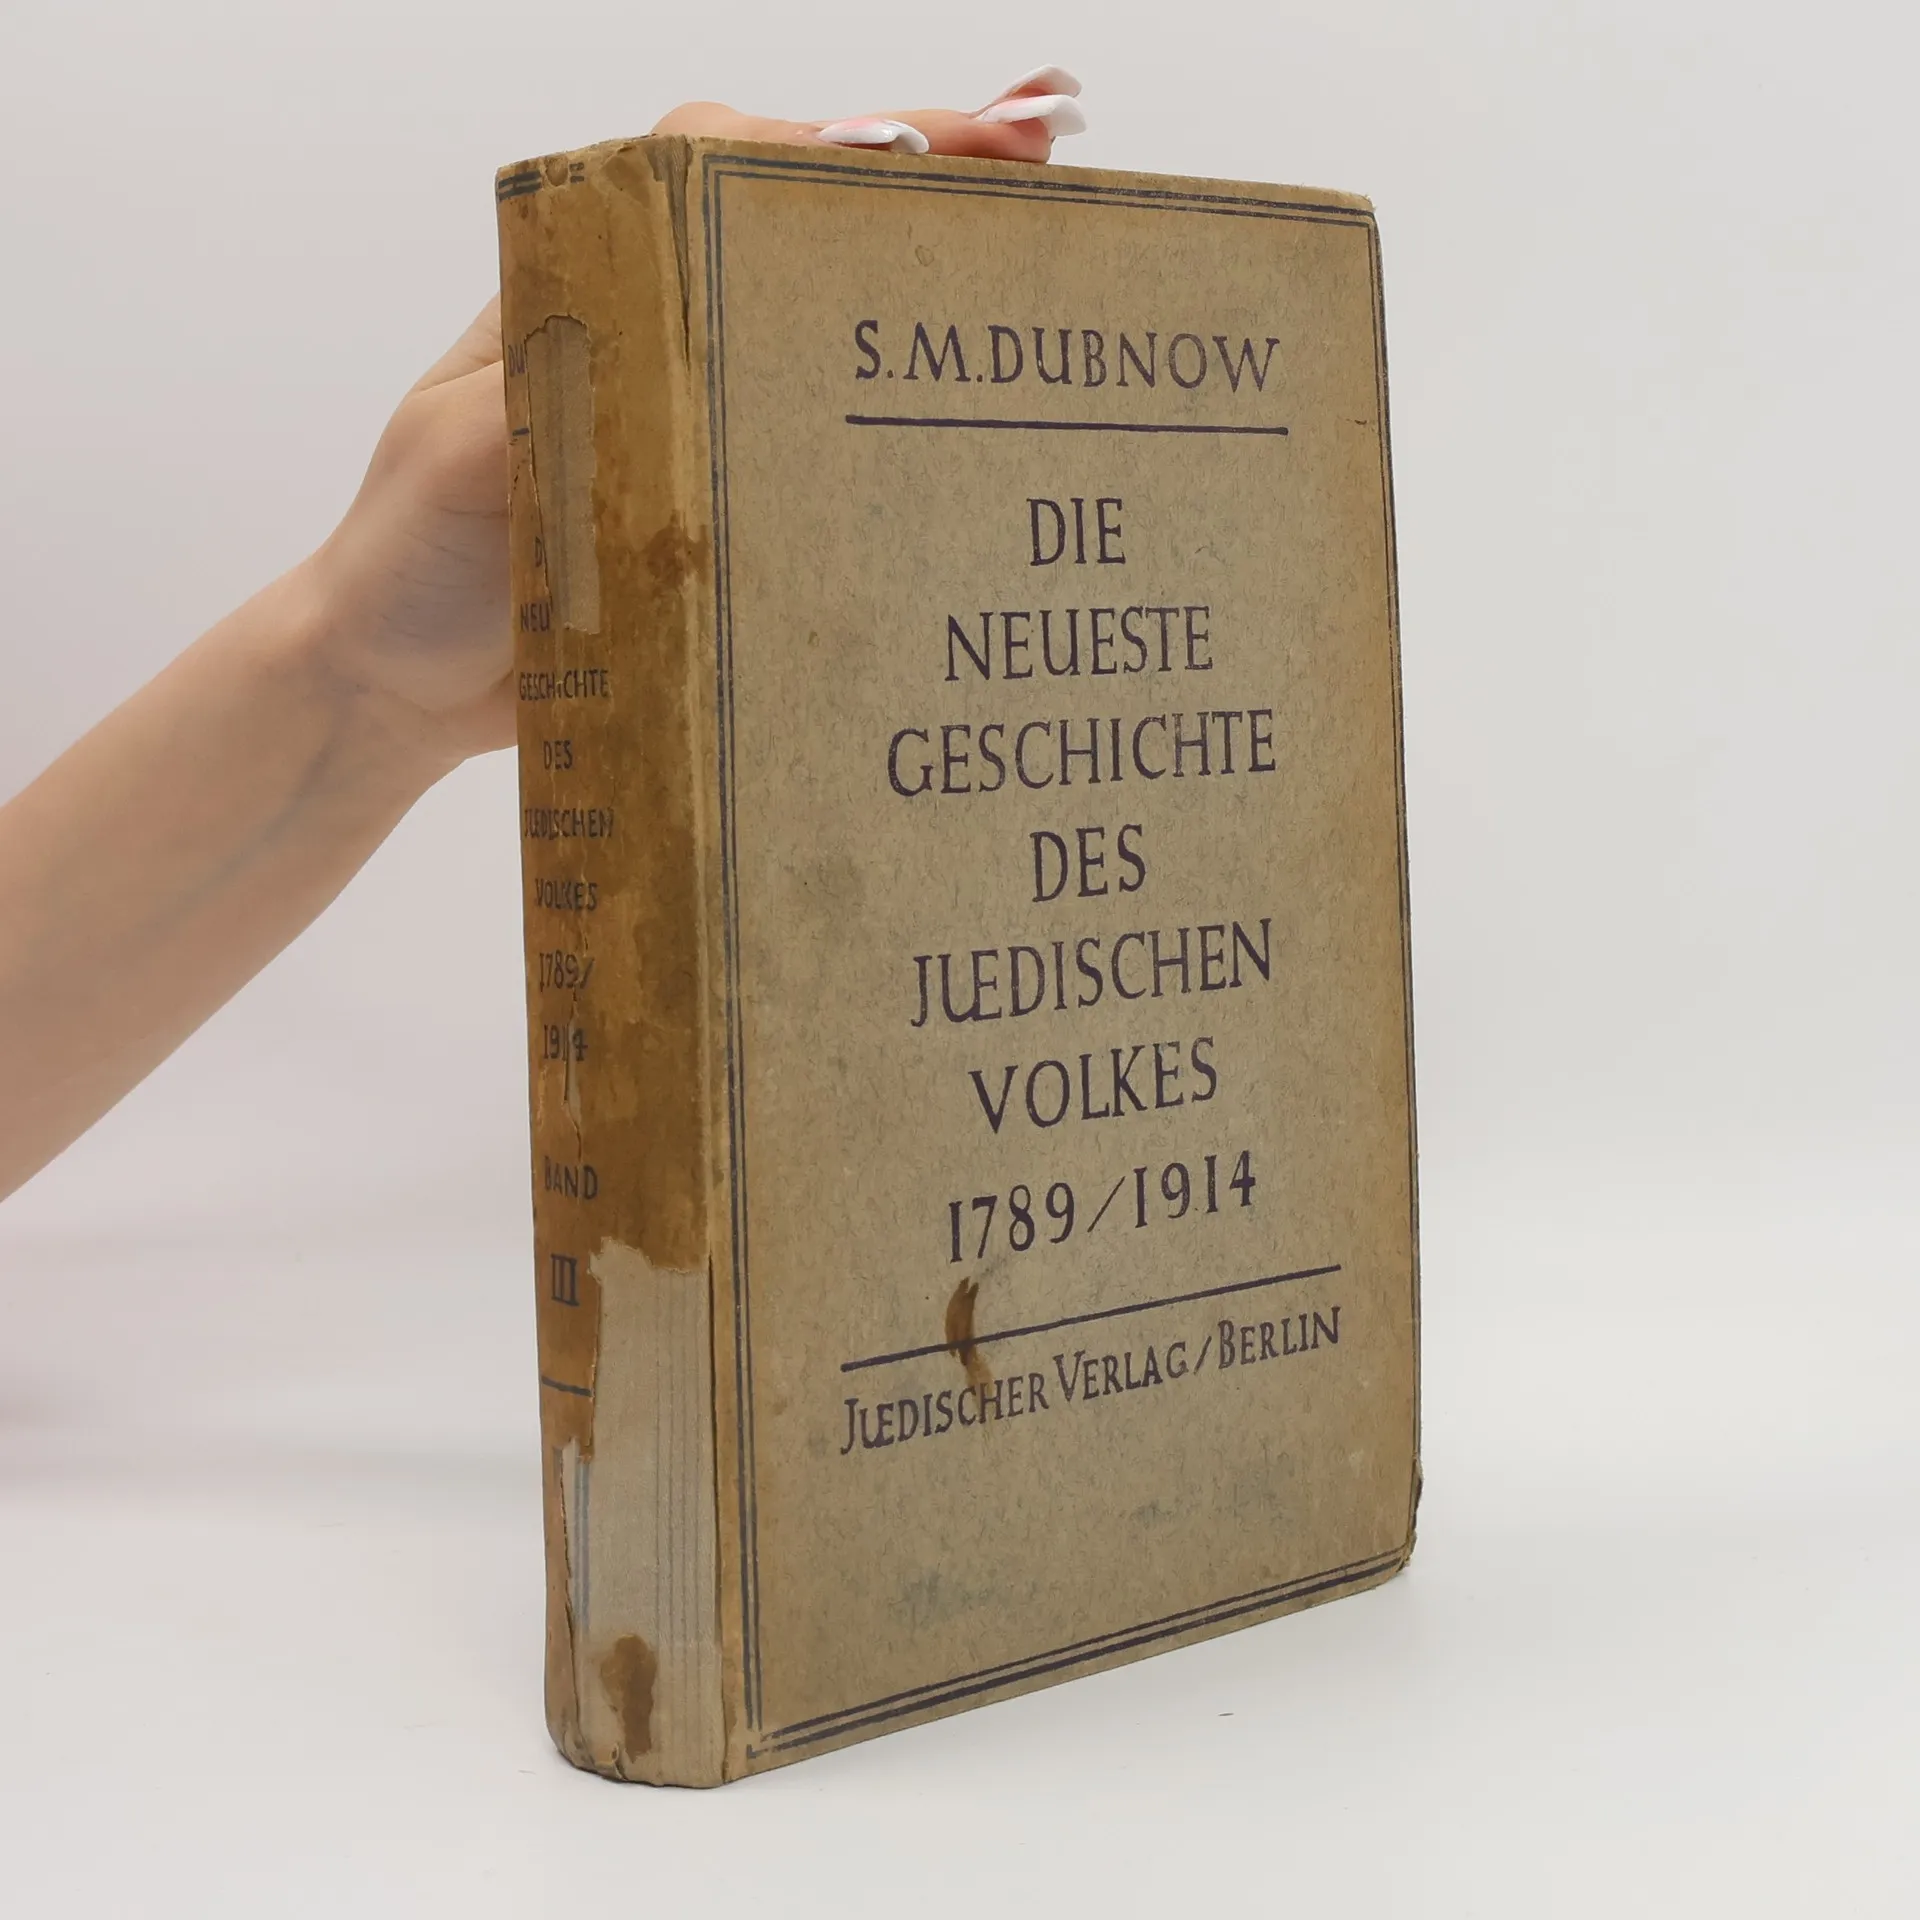 S.M.DUBNOW
DIE
NEUESTE
GESCHICHTE
DES
JUEDISCHEN
VOLKES
1789/1914
JUEDISCHER VERLAG/BERLIN
GESCHICHTE
DES
JUEDISCHEN
VOLKES
1789/
1914
BAND
III